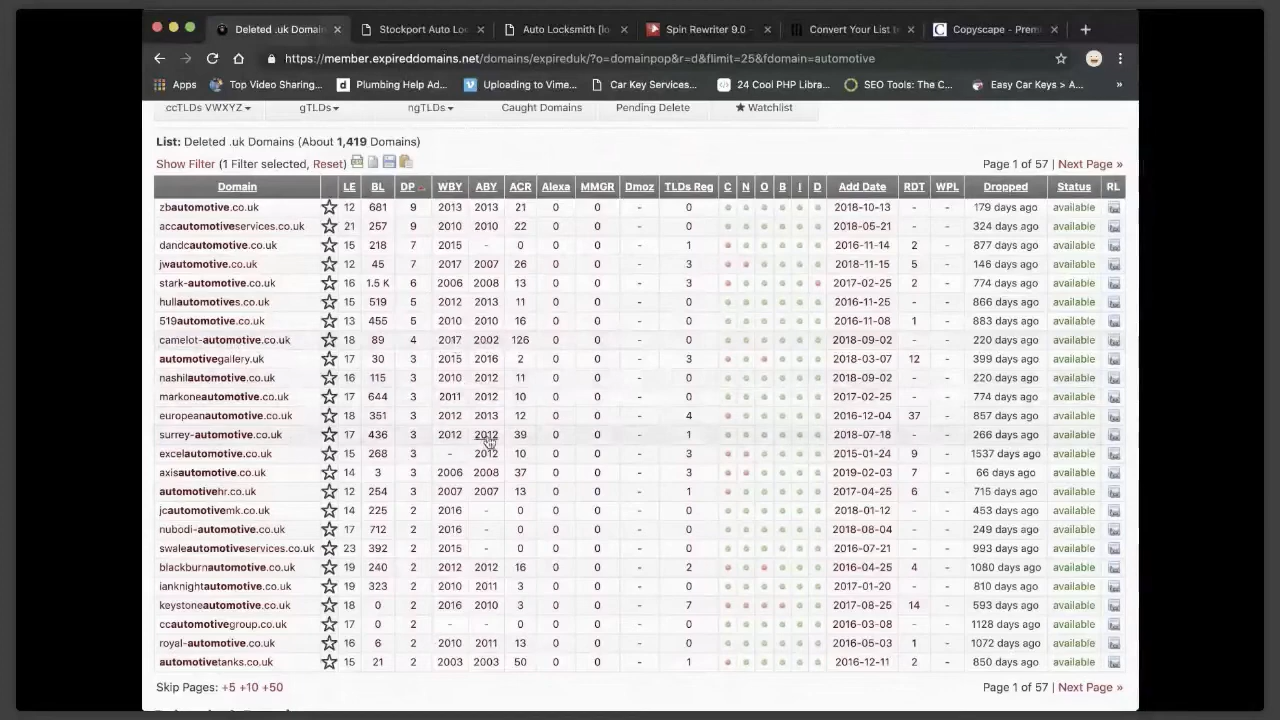 Deleted .uk Domain
Stockport Auto Loc
Auto Locksmith [lo
Spin Rewriter 9.0 -
Convert Your List t
Copyscape - Premi
https://member.expireddomains.net/domains/expireduk/?o=domainpop&r=d&flimit=25&fdomain=automotive
Apps Top Video Sharing... Plumbing Help Ad... Uploading to Vime... Car Key Services... 24 Cool PHP Libra... SEO Tools: The C... Easy Car Keys > A... »
ccTLDs VWXYZ gTLDs ngTLDs Caught Domains Pending Delete Watchlist
List: Deleted .uk Domains (About 1,419 Domains)
Show Filter (1 Filter selected, Reset) Page 1 of 57 | Next Page »
Domain LE BL DP WBY ABY ACR Alexa MMGR Dmoz TLDs Reg C N O B I D Add Date RDT WPL Dropped Status RL
zbautomotive.co.uk 12 681 9 2013 2013 21 0 0 - 0 2018-10-13 - - 179 days ago available
accautomotiveservices.co.uk 21 257 9 2010 2010 22 0 0 - 0 2018-05-21 - - 324 days ago available
dandcautomotive.co.uk 15 218 7 2015 - 0 0 0 - 1 2016-11-14 2 - 877 days ago available
jwautomotive.co.uk 12 45 7 2017 2007 26 0 0 - 3 2018-11-15 5 - 146 days ago available
stark-automotive.co.uk 16 1.5 K 6 2006 2008 13 0 0 - 3 2017-02-25 2 - 774 days ago available
hullautomotives.co.uk 15 519 5 2012 2013 11 0 0 - 0 2016-11-25 - - 866 days ago available
519automotive.co.uk 13 455 5 2010 2010 16 0 0 - 0 2016-11-08 1 - 883 days ago available
camelot-automotive.co.uk 18 89 4 2017 2002 126 0 0 - 0 2018-09-02 - - 220 days ago available
automotivegallery.uk 17 30 3 2015 2016 2 0 0 - 3 2018-03-07 12 - 399 days ago available
nashilautomotive.co.uk 16 115 3 2010 2012 11 0 0 - 0 2018-09-02 - - 220 days ago available
markoneautomotive.co.uk 17 644 3 2011 2012 10 0 0 - 0 2017-02-25 - - 774 days ago available
europeanautomotive.co.uk 18 351 3 2012 2013 12 0 0 - 4 2016-12-04 37 - 857 days ago available
surrey-automotive.co.uk 17 436 3 2012 2012 39 0 0 - 1 2018-07-18 - - 266 days ago available
excelautomotive.co.uk 15 268 3 - 2012 10 0 0 - 3 2015-01-24 9 - 1537 days ago available
axisautomotive.co.uk 14 3 3 2006 2008 37 0 0 - 3 2019-02-03 7 - 66 days ago available
automotivehr.co.uk 12 254 3 2007 2007 13 0 0 - 1 2017-04-25 6 - 715 days ago available
jcautomotivemk.co.uk 14 225 2 2016 - 0 0 0 - 0 2018-01-12 - - 453 days ago available
nubodi-automotive.co.uk 17 712 2 2016 - 0 0 0 - 0 2018-08-04 - - 249 days ago available
swaleautomotiveservices.co.uk 23 392 2 2015 - 0 0 0 - 0 2016-07-21 - - 993 days ago available
blackburnautomotive.co.uk 19 240 2 2012 2012 16 0 0 - 2 2016-04-25 4 - 1080 days ago available
ianknightautomotive.co.uk 19 323 2 2010 2011 3 0 0 - 0 2017-01-20 - - 810 days ago available
keystoneautomotive.co.uk 18 0 2 2016 2010 3 0 0 - 7 2017-08-25 14 - 593 days ago available
ccautomotivegroup.co.uk 17 0 2 - - 0 0 0 - 0 2016-03-08 - - 1128 days ago available
royal-automotive.co.uk 16 6 2 2010 2011 13 0 0 - 0 2016-05-03 1 - 1072 days ago available
automotivetanks.co.uk 15 21 2 2003 2003 50 0 0 - 1 2016-12-11 2 - 850 days ago available
Skip Pages: +5 +10 +50 Page 1 of 57 | Next Page »